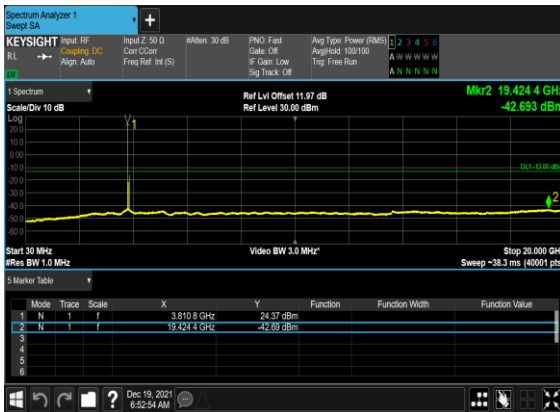 Spectrum Analyzer 1
Swept SA
KEYSIGHT Input: RF Input Z: 50 Ω #Atten: 30 dB PNO: Fast Avg Type: Power (RMS) 1 2 3 4 5 6
RL Coupling: DC Corr CCorr Gate: Off Avg|Hold: 100/100 A W W W W W
Align: Auto Freq Ref: Int (S) IF Gain: Low Trig: Free Run
Sig Track: Off A N N N N N
1 Spectrum Ref Lvl Offset 11.97 dB Mkr2 19.424 4 GHz
Scale/Div 10 dB Ref Level 30.00 dBm -42.693 dBm
Log
20.0 1
10.0
0.00
-10.0 DL1 -13.00 dBm
-20.0
-30.0
-40.0 2
-50.0
-60.0
Start 30 MHz Video BW 3.0 MHz* Stop 20.000 GH
#Res BW 1.0 MHz Sweep ~38.3 ms (40001 pts
5 Marker Table
Mode Trace Scale X Y Function Function Width Function Value
1 N 1 f 3.810 8 GHz 24.37 dBm
2 N 1 f 19.424 4 GHz -42.69 dBm
3
4
5
6
? Dec 19, 2021
6:52:54 AM